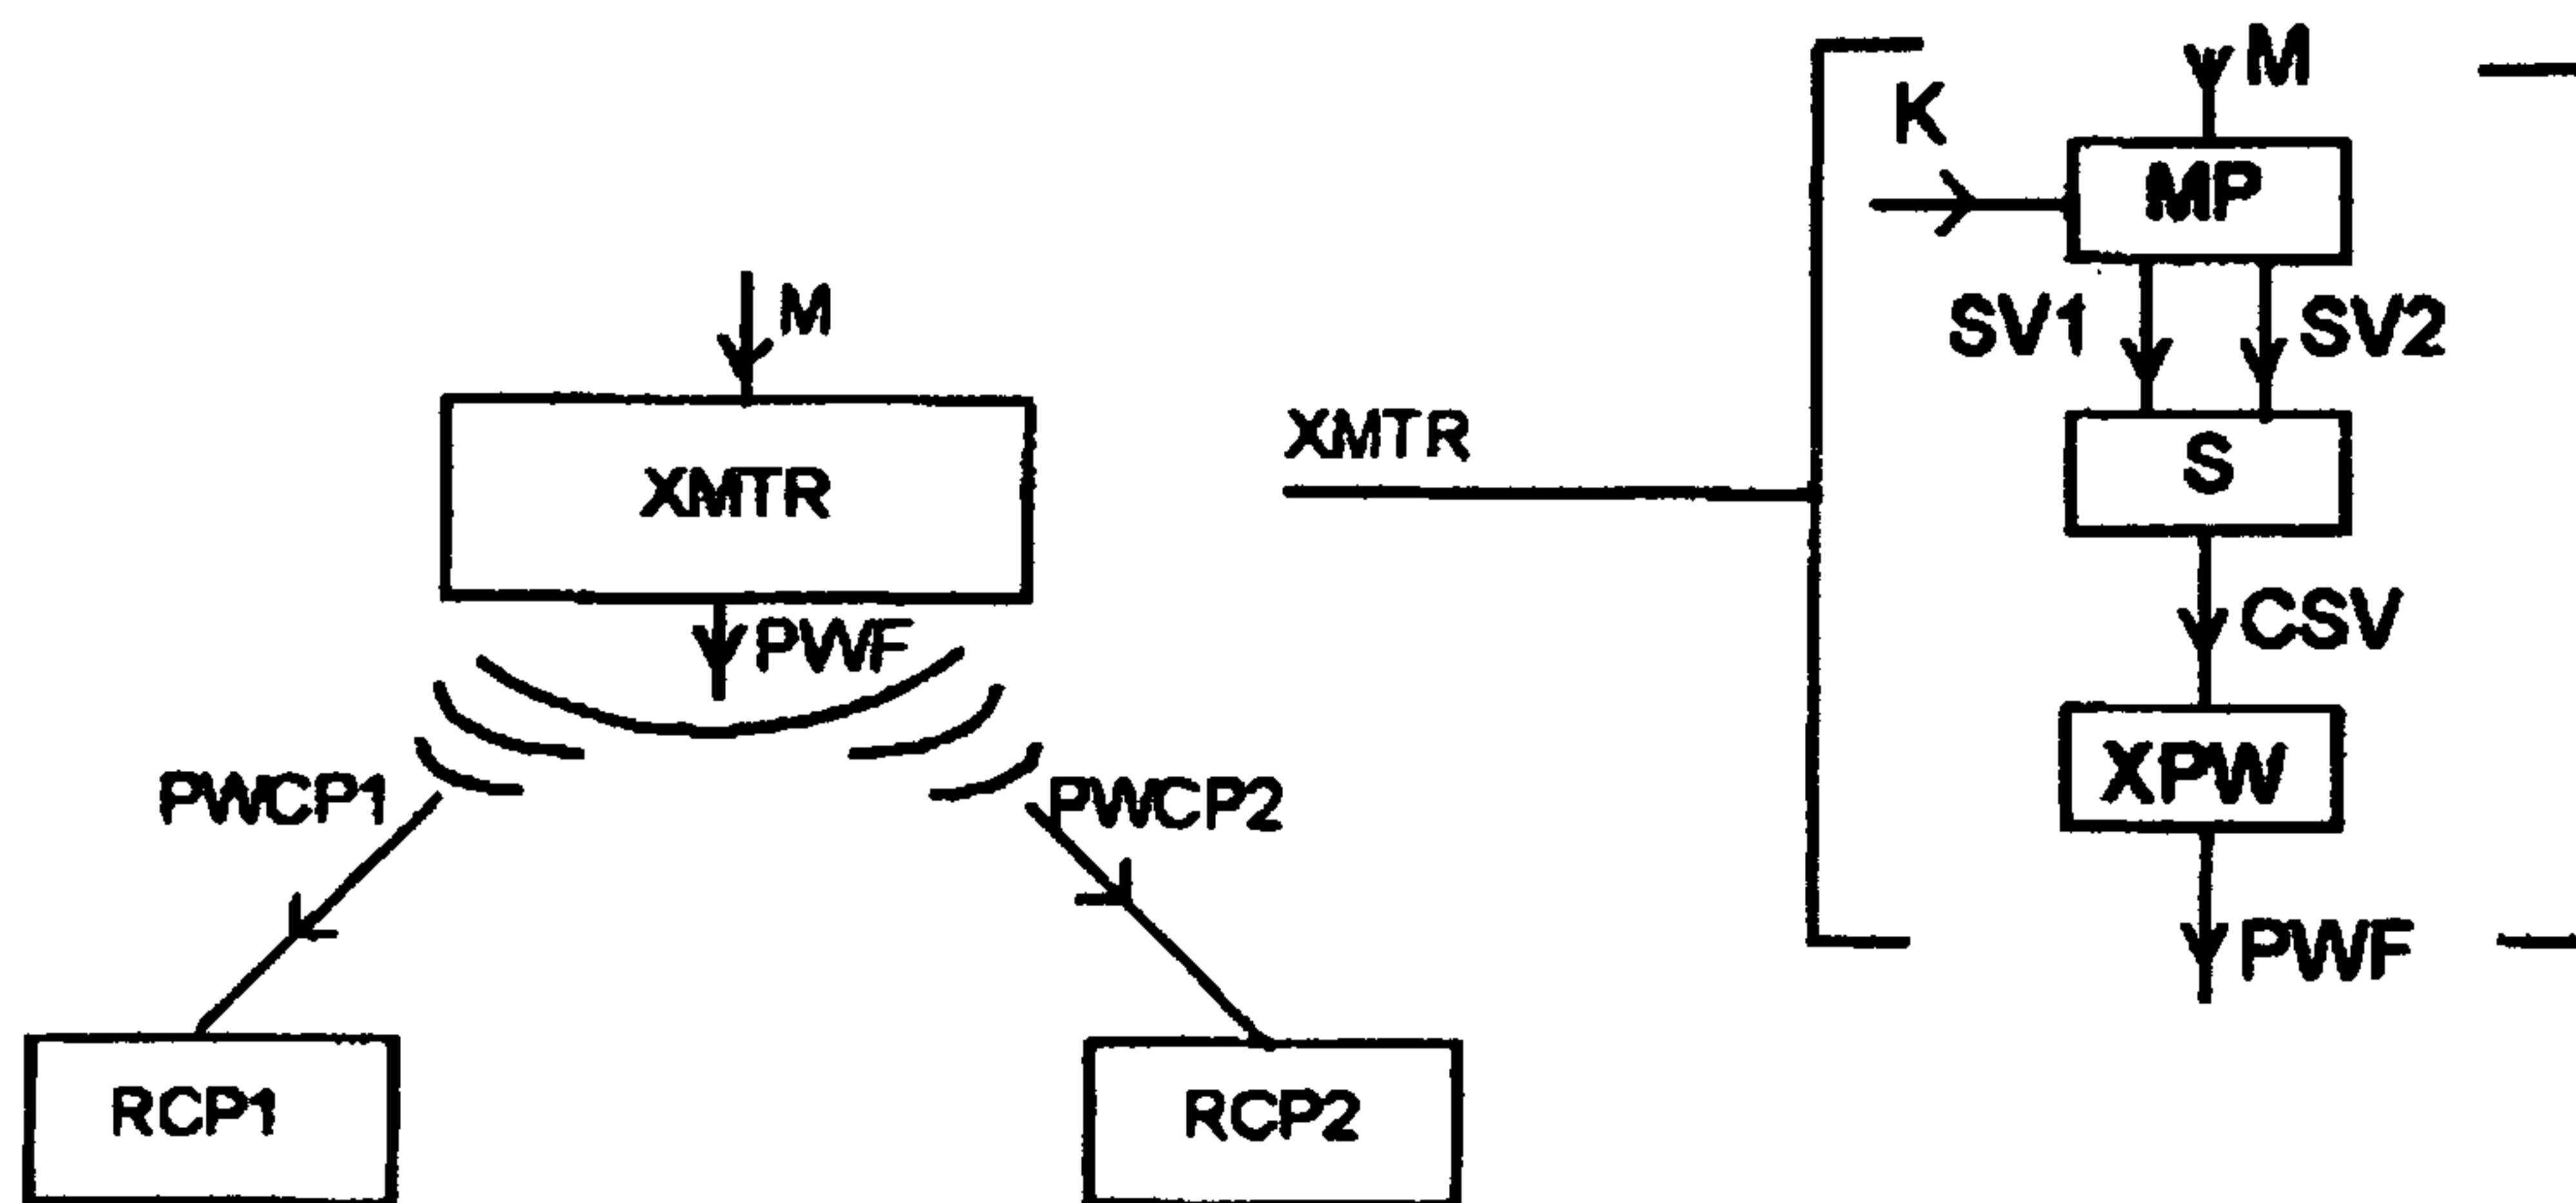 M
XMTR
PWF
PWCP1
PWCP2
RCP1
RCP2
XMTR
M
K
MP
SV1
SV2
S
CSV
XPW
PWF